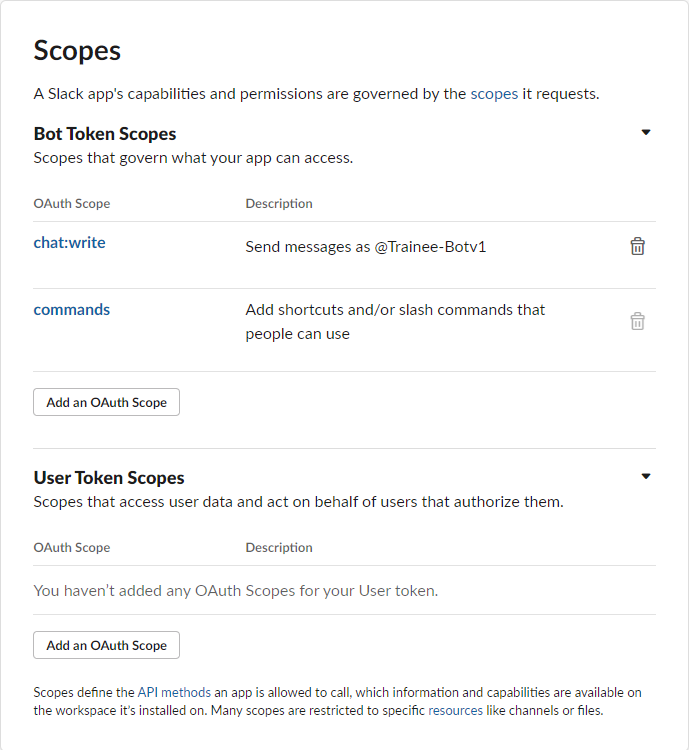 Scopes
A Slack app's capabilities and permissions are governed by the scopes it requests.
Bot Token Scopes
Scopes that govern what your app can access.
OAuth Scope Description
chat:write Send messages as @Trainee-Botv1
commands Add shortcuts and/or slash commands that
people can use
Add an OAuth Scope
User Token Scopes
Scopes that access user data and act on behalf of users that authorize them.
OAuth Scope Description
You haven’t added any OAuth Scopes for your User token.
Add an OAuth Scope
Scopes define the API methods an app is allowed to call, which information and capabilities are available on
the workspace it's installed on. Many scopes are restricted to specific resources like channels or files.